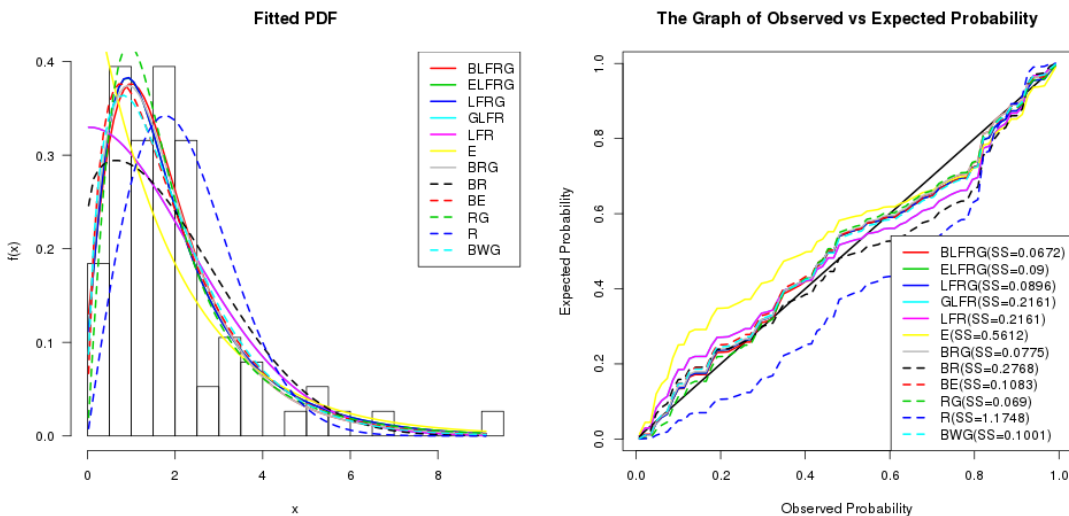 Fitted PDF
f(x)
0.0
0.1
0.2
0.3
0.4
0
2
4
6
8
x
BLFRG
ELFRG
LFRG
GLFR
LFR
E
BRG
BR
BE
RG
R
BWG
The Graph of Observed vs Expected Probability
Expected Probability
0.0
0.2
0.4
0.6
0.8
1.0
0.0
0.2
0.4
0.6
0.8
1.0
Observed Probability
BLFRG(SS=0.0672)
ELFRG(SS=0.09)
LFRG(SS=0.0896)
GLFR(SS=0.2161)
LFR(SS=0.2161)
E(SS=0.5612)
BRG(SS=0.0775)
BR(SS=0.2768)
BE(SS=0.1083)
RG(SS=0.069)
R(SS=1.1748)
BWG(SS=0.1001)